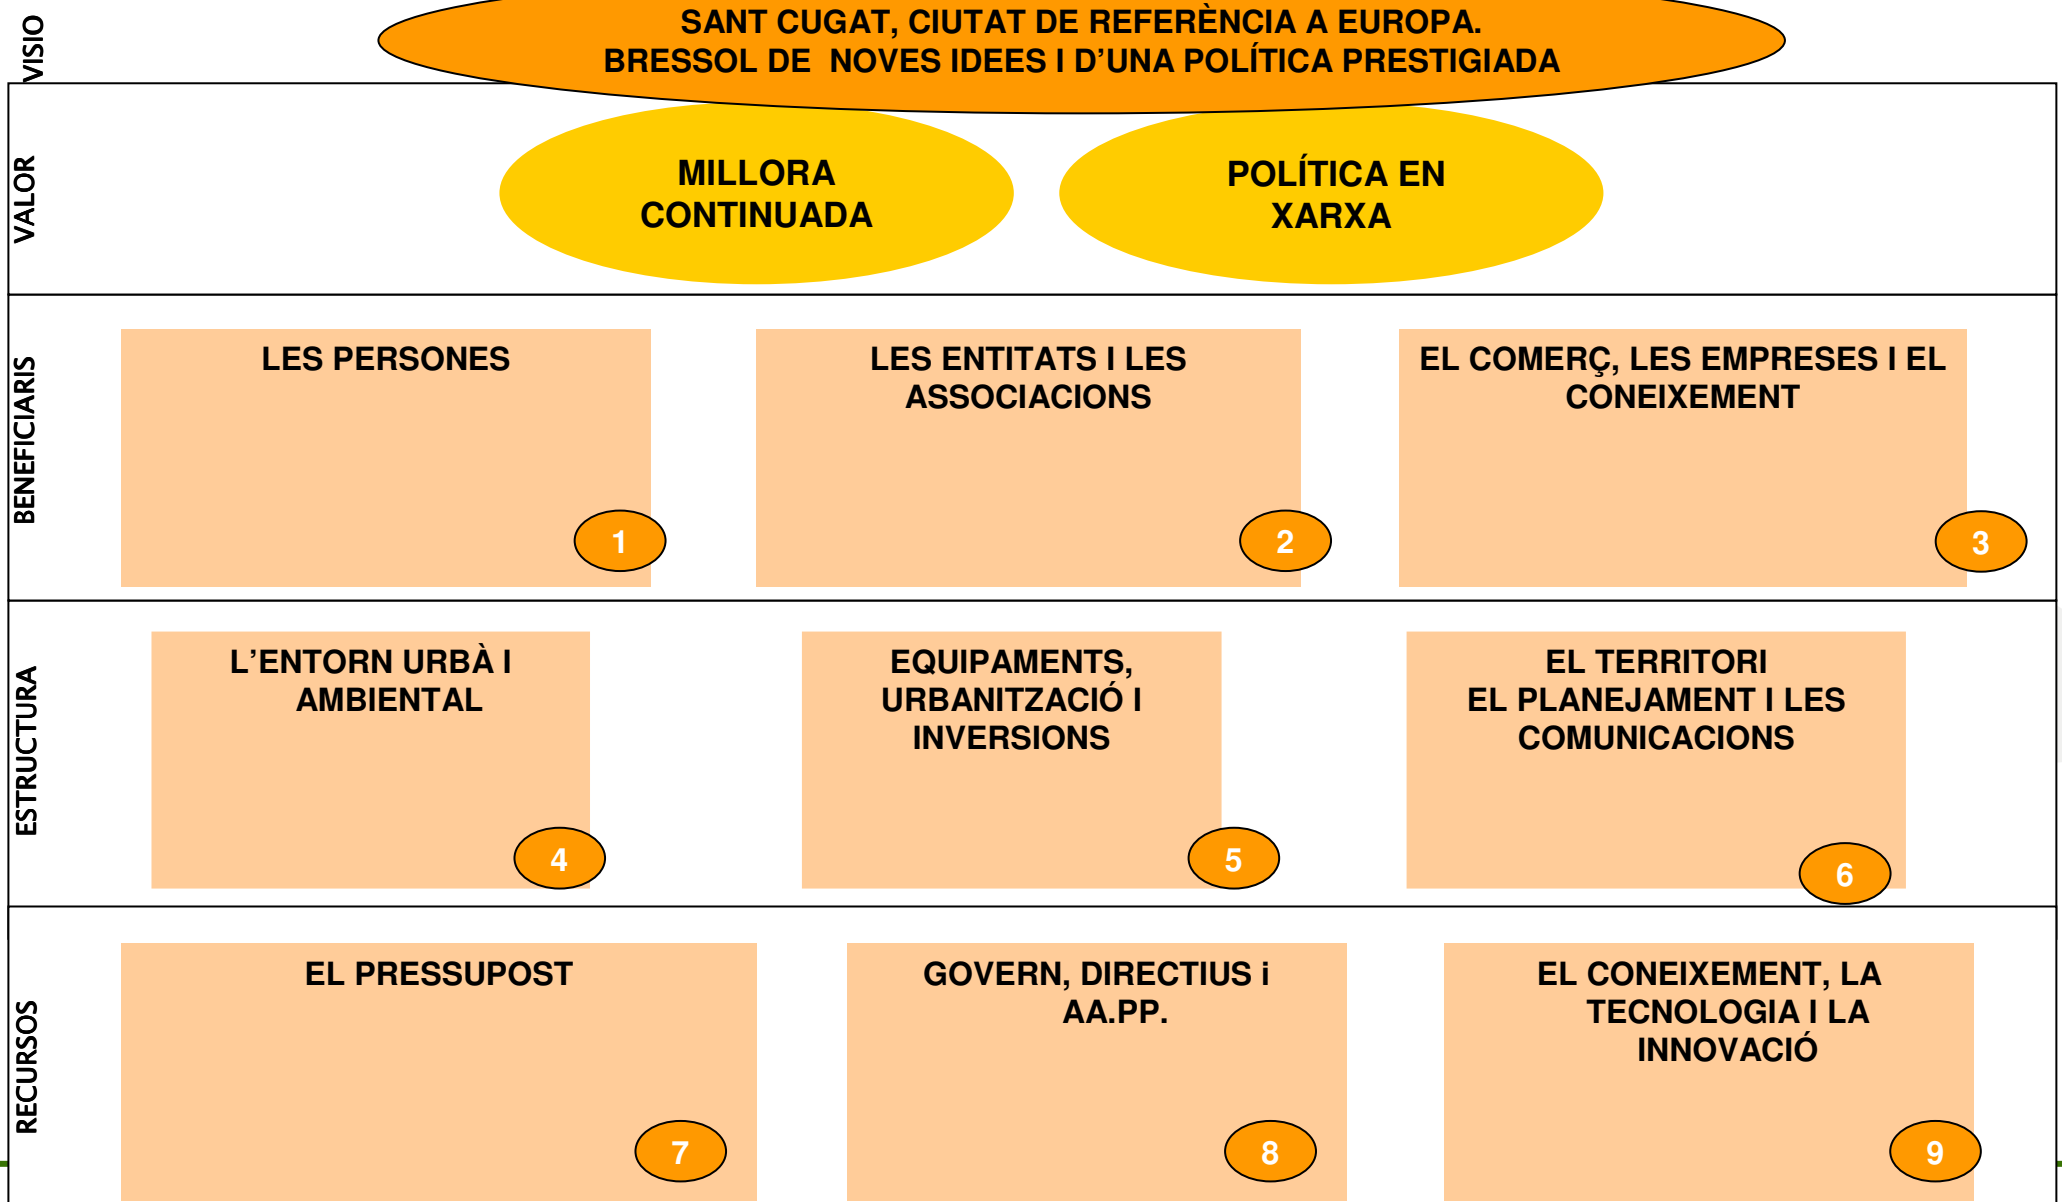 VISIO
SANT CUGAT, CIUTAT DE REFERÈNCIA A EUROPA.
BRESSOL DE NOVES IDEES I D’UNA POLÍTICA PRESTIGIADA
VALOR
MILLORA
CONTINUADA
POLÍTICA EN
XARXA
BENEFICIARIS
LES PERSONES
1
LES ENTITATS I LES
ASSOCIACIONS
2
EL COMERÇ, LES EMPRESES I EL
CONEIXEMENT
3
ESTRUCTURA
L’ENTORN URBÀ I
AMBIENTAL
4
EQUIPAMENTS,
URBANITZACIÓ I
INVERSIONS
5
EL TERRITORI
EL PLANEJAMENT I LES
COMUNICACIONS
6
RECURSOS
EL PRESSUPOST
7
GOVERN, DIRECTIUS i
AA.PP.
8
EL CONEIXEMENT, LA
TECNOLOGIA I LA
INNOVACIÓ
9